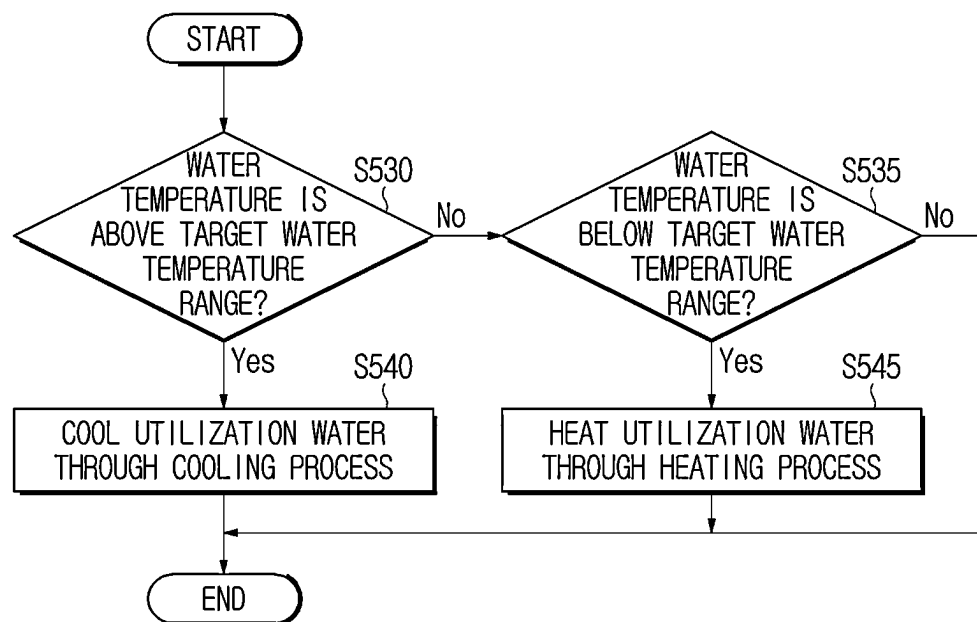 START
WATER
TEMPERATURE IS
ABOVE TARGET WATER
TEMPERATURE
RANGE?
S530
No
WATER
TEMPERATURE IS
BELOW TARGET WATER
TEMPERATURE
RANGE?
S535
No
Yes
S540
COOL UTILIZATION WATER
THROUGH COOLING PROCESS
Yes
S545
HEAT UTILIZATION WATER
THROUGH HEATING PROCESS
END